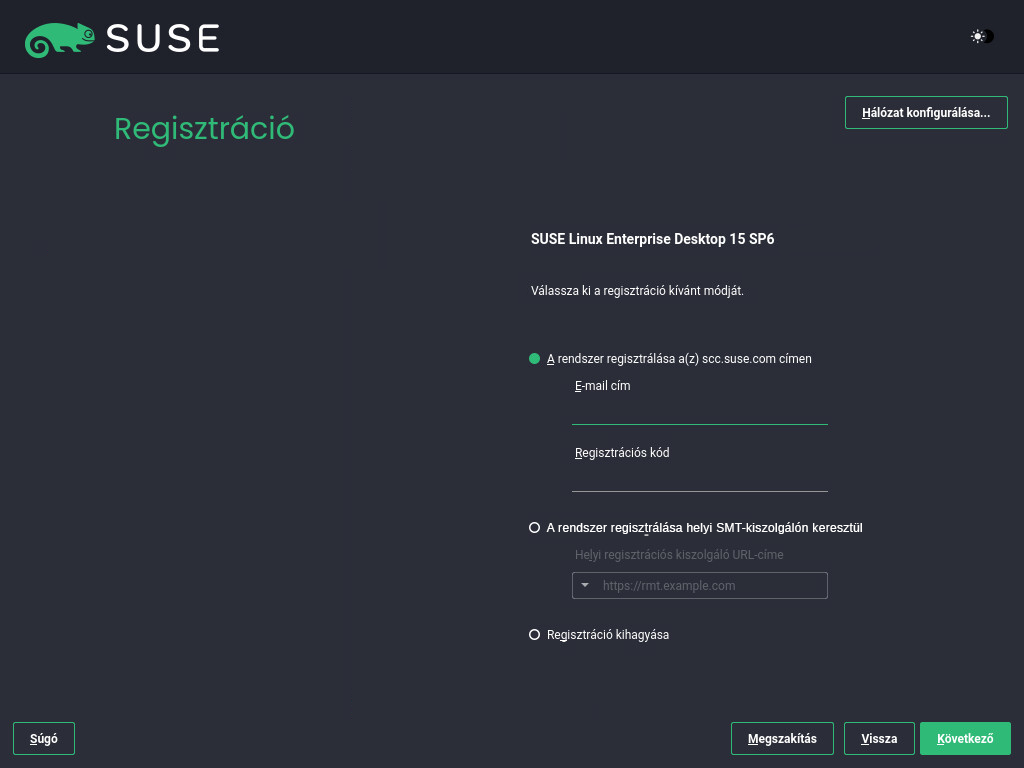 SUSE
Regisztráció
Hálózat konfigurálása...
SUSE Linux Enterprise Desktop 15 SP6
Válassza ki a regisztráció kívánt módját.
A rendszer regisztrálása a(z) scc.suse.com címen
E-mail cím
Regisztrációs kód
A rendszer regisztrálása helyi SMT-kiszolgálón keresztül
Helyi regisztrációs kiszolgáló URL-címe
https://rmt.example.com
Regisztráció kihagyása
Súgó
Megszakítás
Vissza
Következő